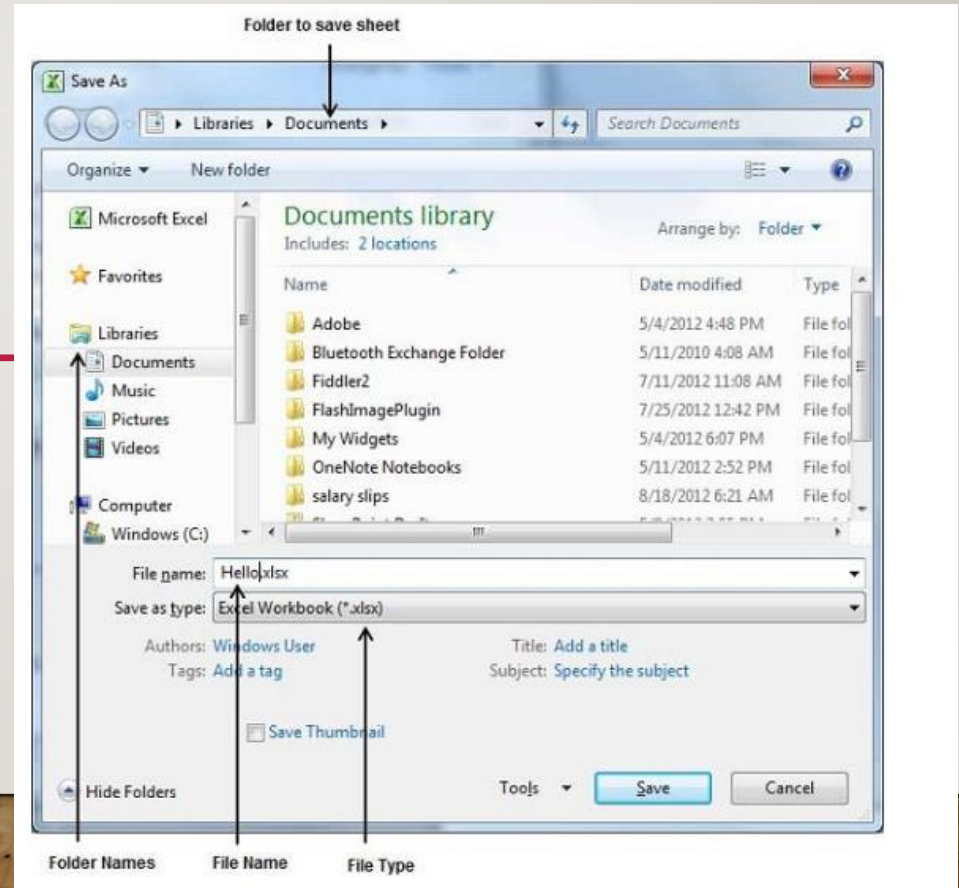 Folder to save sheet
Save As
Libraries Documents Search Documents
Organize New folder
Microsoft Excel
Favorites
Libraries
Documents
Music
Pictures
Videos
Computer
Windows (C:)
Documents library
Includes: 2 locations
Arrange by: Folder
Name Date modified Type
Adobe 5/4/2012 4:48 PM File fol
Bluetooth Exchange Folder 5/11/2010 4:08 AM File fol
Fiddler2 7/11/2012 11:08 AM File fol
FlashImagePlugin 7/25/2012 12:42 PM File fol
My Widgets 5/4/2012 6:07 PM File fol
OneNote Notebooks 5/11/2012 2:52 PM File fol
salary slips 8/18/2012 6:21 AM File fol
File name: Hello.xlsx
Save as type: Excel Workbook (*.xlsx)
Authors: Windows User Title: Add a title
Tags: Add a tag Subject: Specify the subject
Save Thumbnail
Hide Folders Tools Save Cancel
Folder Names File Name File Type